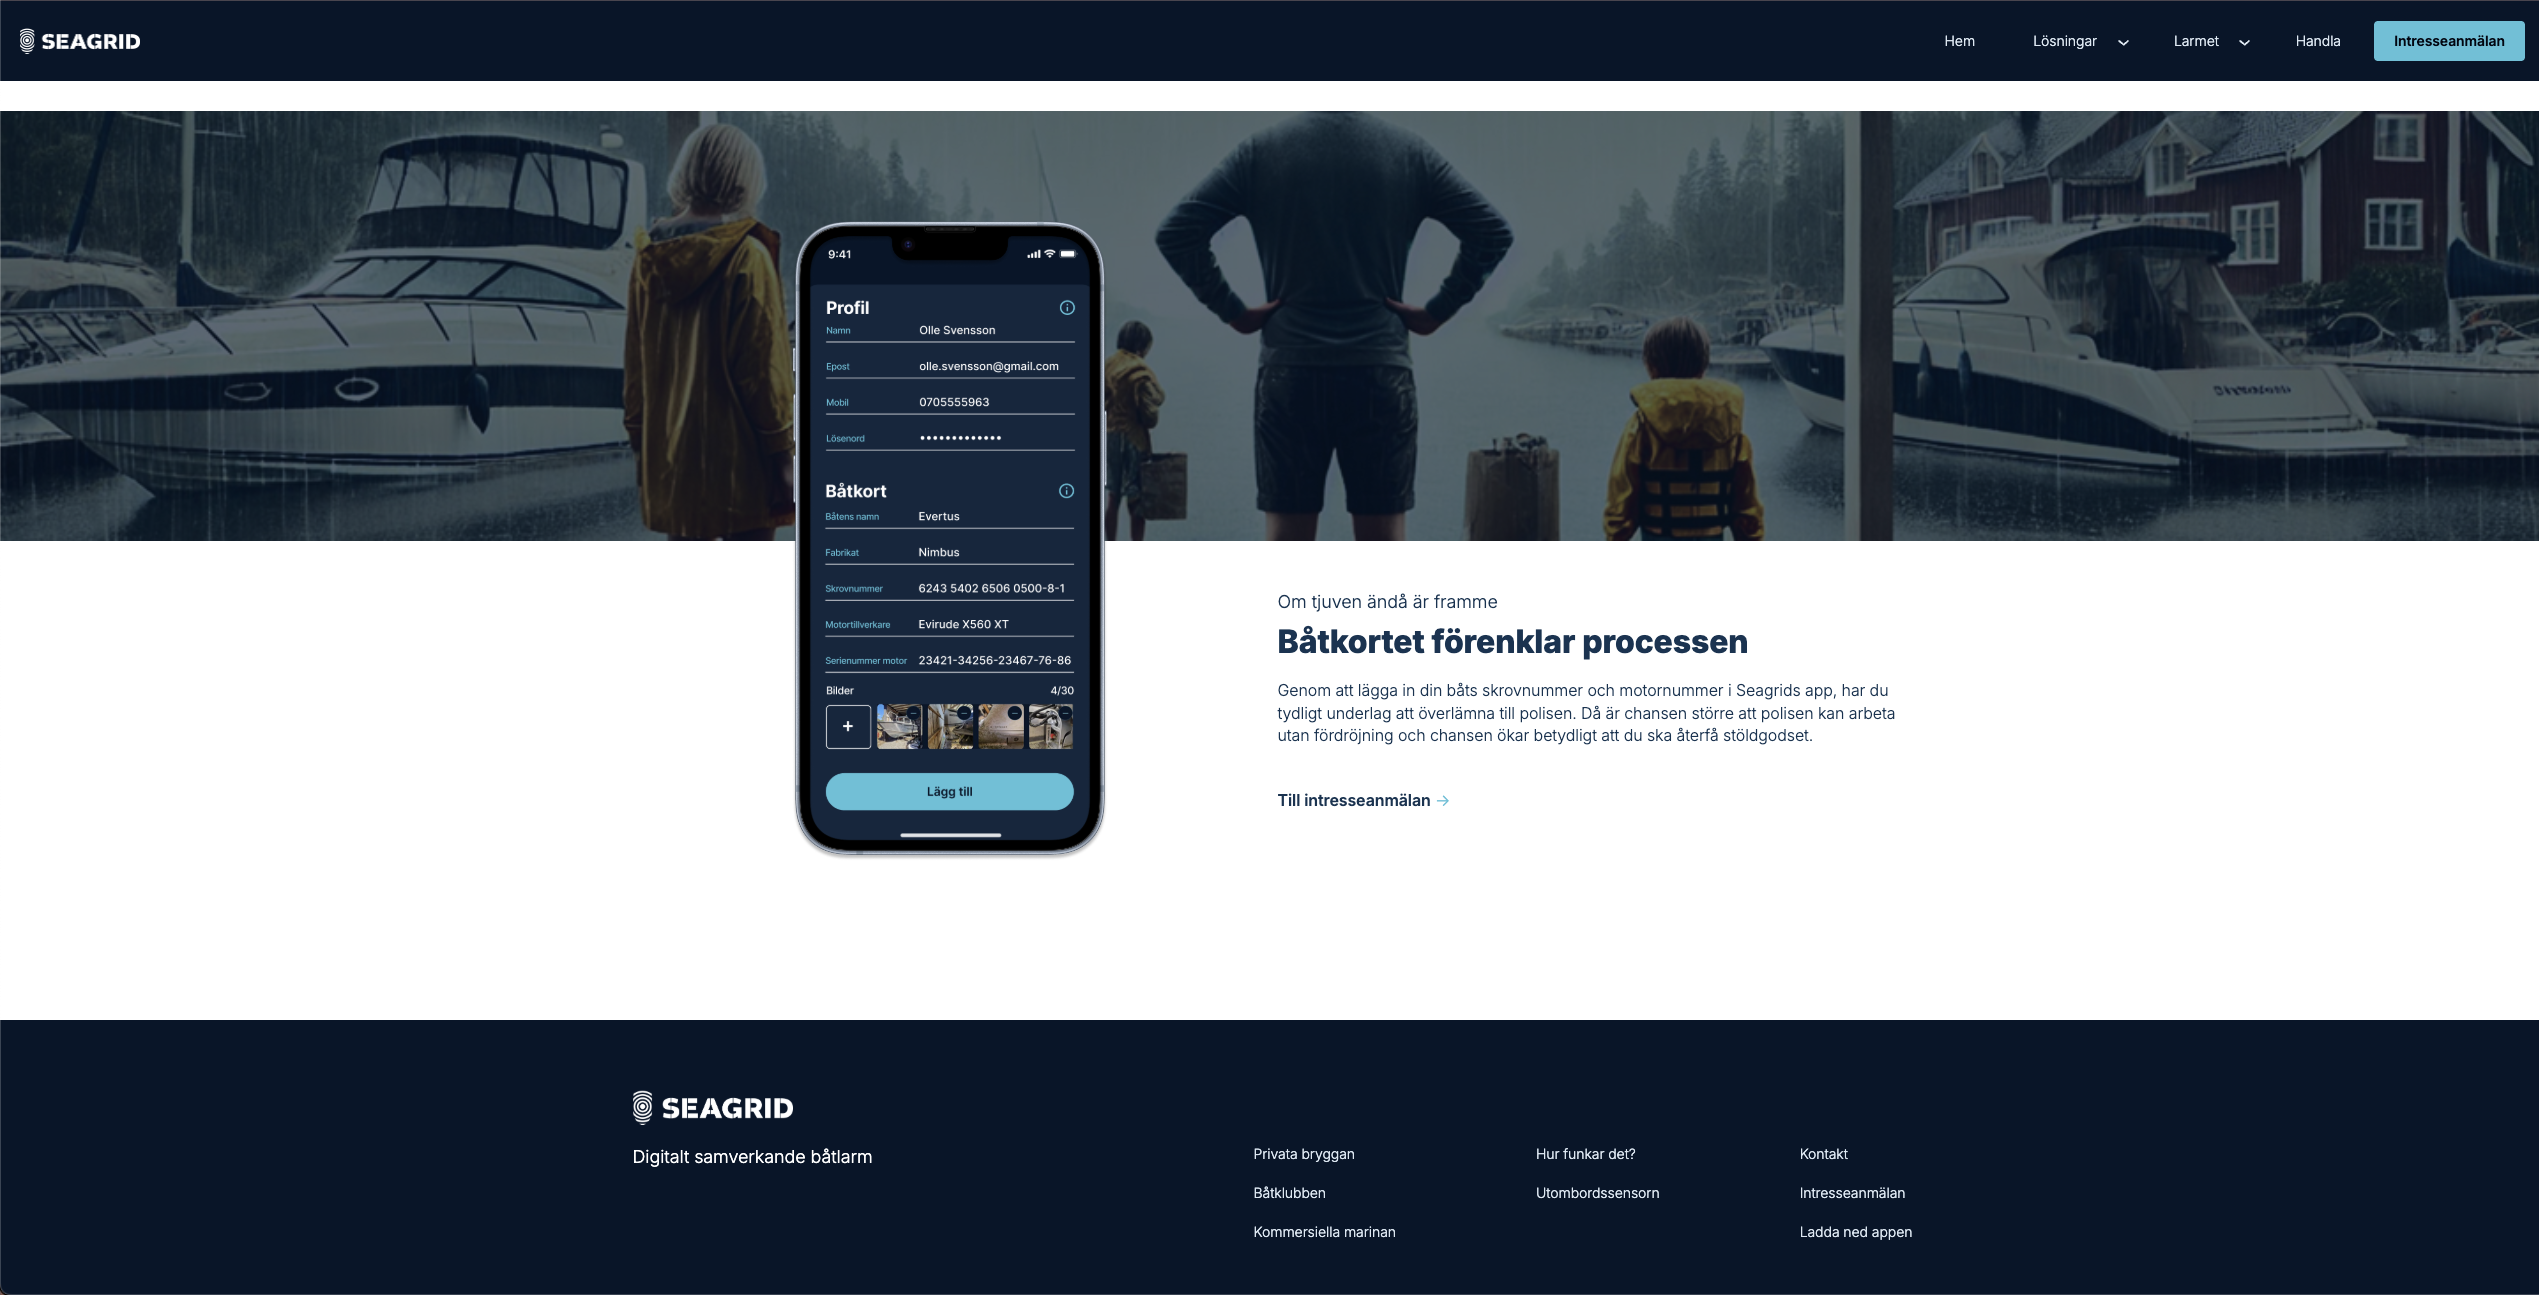 SEAGRID
Hem Lösningar Larmet Handla Intresseanmälan
9:41
Profil
Namn Olle Svensson
Epost olle.svensson@gmail.com
Mobil 0705555963
Lösenord •••••••••••••
Båtkort
Båtens namn Evertus
Fabrikat Nimbus
Skrovnummer 6243 5402 6506 0500-8-1
Motortillverkare Evirude X560 XT
Serienummer motor 23421-34256-23467-76-86
Bilder 4/30
+
Lägg till
Om tjuven ändå är framme
Båtkortet förenklar processen
Genom att lägga in din båts skrovnummer och motornummer i Seagrids app, har du
tydligt underlag att överlämna till polisen. Då är chansen större att polisen kan arbeta
utan fördröjning och chansen ökar betydligt att du ska återfå stöldgodset.
Till intresseanmälan →
SEAGRID
Digitalt samverkande båtlarm
Privata bryggan
Båtklubben
Kommersiella marinan
Hur funkar det?
Utombordssensorn
Kontakt
Intresseanmälan
Ladda ned appen